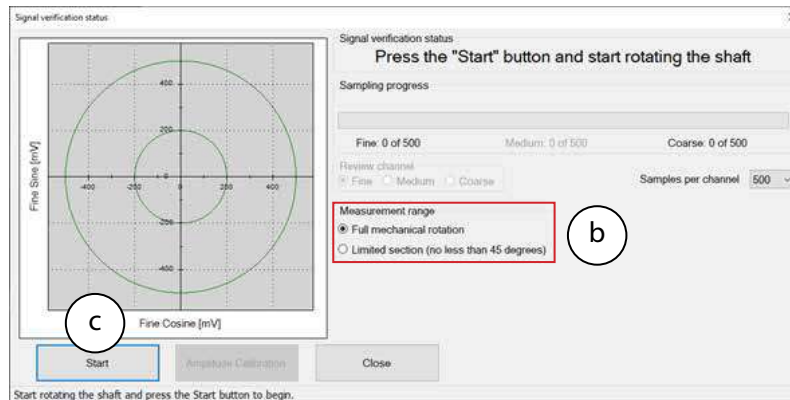 Signal verification status
Signal verification status
Press the "Start" button and start rotating the shaft
Sampling progress
Fine: 0 of 500 Medium: 0 of 500 Coarse: 0 of 500
Review channel
Fine Medium Coarse
Samples per channel 500
Measurement range
Full mechanical rotation
Limited section (no less than 45 degrees)
b
400
200
-400 -200 0 200 400
-200
-400
Fine Sine [mV]
Fine Cosine [mV]
c
Start Amplitude Calibration Close
Start rotating the shaft and press the Start button to begin.